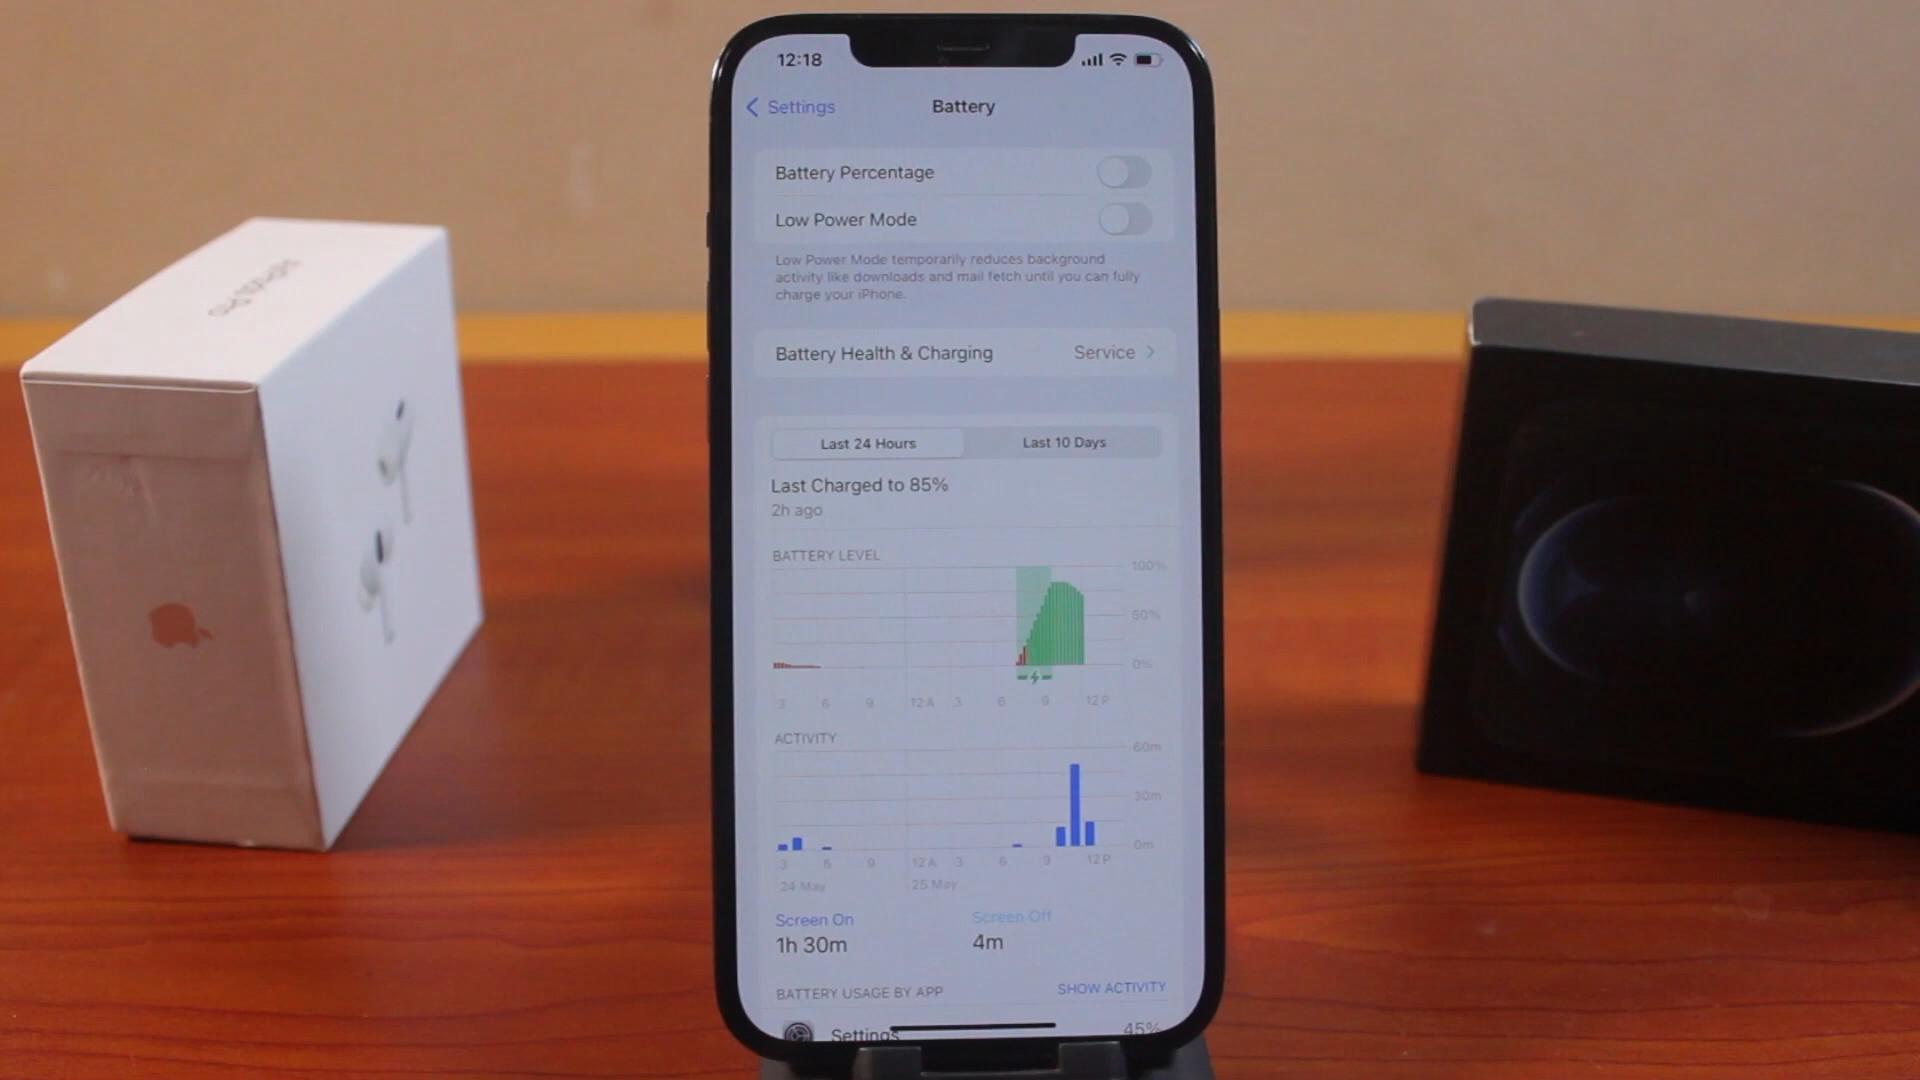 12:18
Settings
Battery
Battery Percentage
Low Power Mode
Low Power Mode temporarily reduces background
activity like downloads and mail fetch until you can fully
charge your iPhone.
Battery Health & Charging Service
Last 24 Hours Last 10 Days
Last Charged to 85%
2h ago
BATTERY LEVEL
100%
50%
0%
3 6 9 12 A 3 6 9 12 P
ACTIVITY
60m
30m
0m
3 6 9 12 A 3 6 9 12 P
24 May 25 May
Screen On Screen Off
1h 30m 4m
BATTERY USAGE BY APP SHOW ACTIVITY
Settings 45%
AirPods Pro